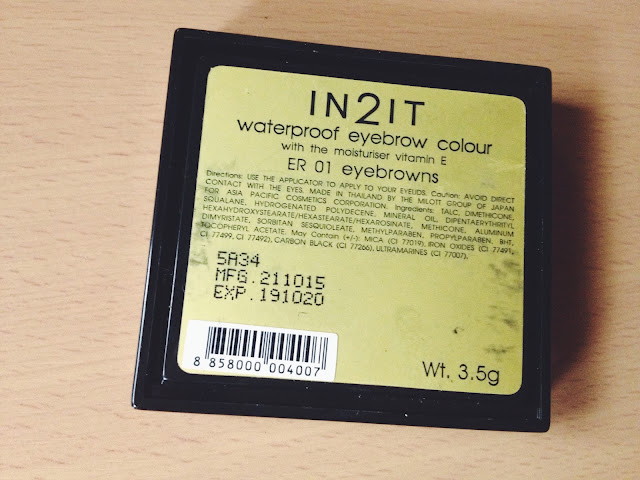 IN2IT
waterproof eyebrow colour
with the moisturiser vitamin E
ER 01 eyebrowns
Directions: USE THE APPLICATOR TO APPLY TO YOUR EYELIDS. Caution: AVOID DIRECT
CONTACT WITH THE EYES. MADE IN THAILAND BY THE MILOTT GROUP OF JAPAN
FOR ASIA PACIFIC COSMETICS CORPORATION. Ingredients: TALC, DIMETHICONE,
SQUALANE, HYDROGENATED POLYDECENE, MINERAL OIL, DIPENTAERYTHRITYL
HEXAHYDROXYSTEARATE/HEXASTEARATE/HEXAROSINATE, METHICONE, ALUMINUM
DIMYRISTATE, SORBITAN SESQUIOLEATE, METHYLPARABEN, PROPYLPARABEN, BHT,
TOCOPHERYL ACETATE. May Contain (+/-): MICA (CI 77019), IRON OXIDES (CI 77491,
CI 77499, CI 77492), CARBON BLACK (CI 77266), ULTRAMARINES (CI 77007).
5A34
MFG.211015
EXP.191020
8 858000 004007
Wt. 3.5g